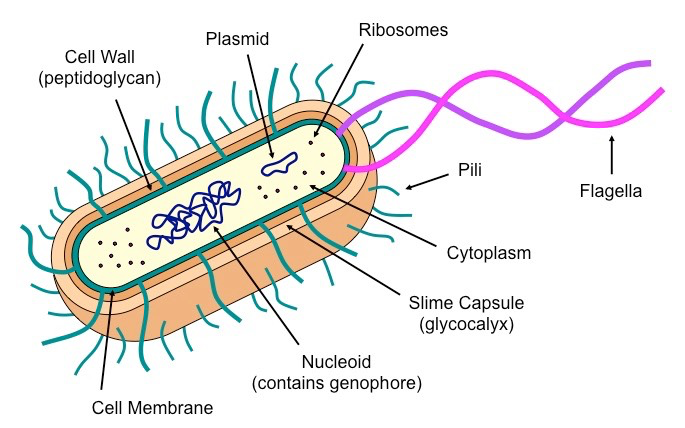 Ribosomes
Plasmid
Cell Wall
(peptidoglycan)
Pili
Flagella
Cytoplasm
Slime Capsule
(glycocalyx)
Nucleoid
(contains genophore)
Cell Membrane